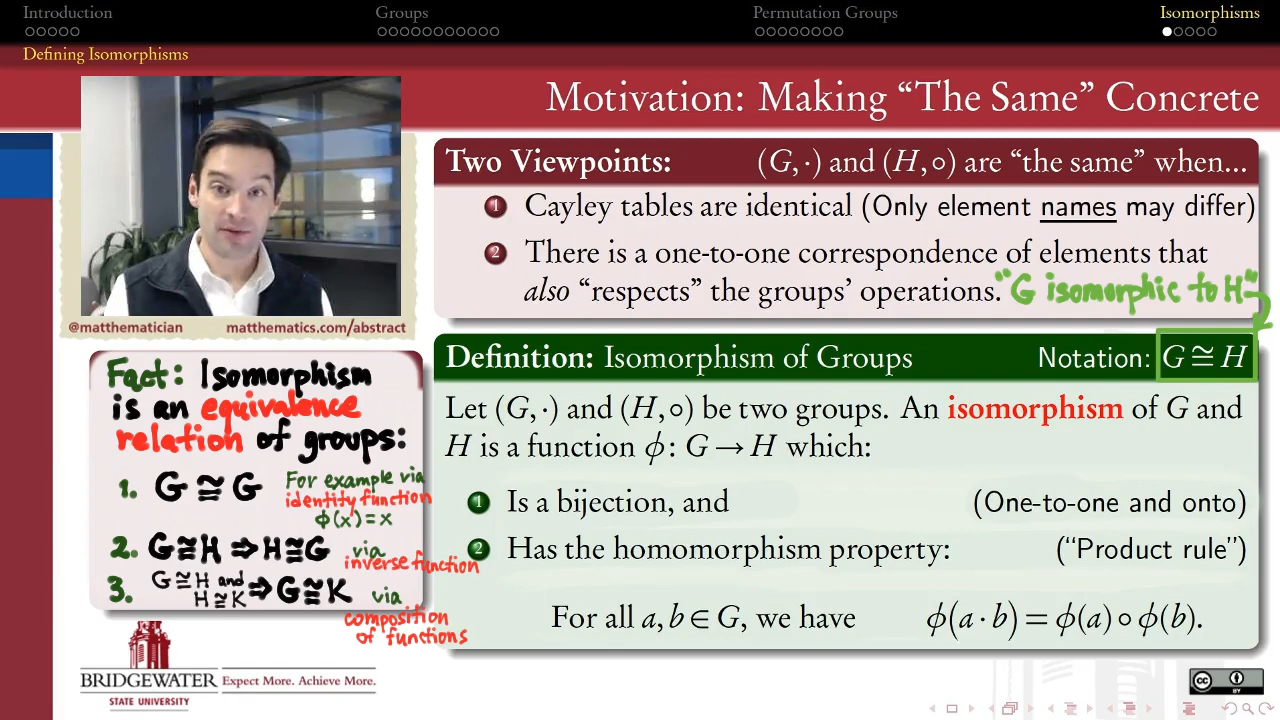 Introduction
Groups
Permutation Groups
Isomorphisms
Defining Isomorphisms
Motivation: Making “The Same” Concrete
@matthematician matthematics.com/abstract
Two Viewpoints: (G, ·) and (H, ∘) are “the same” when...
1 Cayley tables are identical (Only element names may differ)
2 There is a one-to-one correspondence of elements that
also “respects” the groups’ operations.
"G isomorphic to H"
Definition: Isomorphism of Groups Notation: G ≅ H
Let (G, ·) and (H, ∘) be two groups. An isomorphism of G and
H is a function ϕ: G → H which:
1 Is a bijection, and (One-to-one and onto)
2 Has the homomorphism property: (“Product rule”)
For all a, b ∈ G, we have ϕ(a · b) = ϕ(a) ∘ ϕ(b).
Fact: Isomorphism
is an equivalence
relation of groups:
1. G ≅ G For example via
identity function
ϕ(x) = x
2. G ≅ H ⇒ H ≅ G via
inverse function
3. G ≅ H and
H ≅ K ⇒ G ≅ K via
composition
of functions
BRIDGEWATER
STATE UNIVERSITY
Expect More. Achieve More.
CC
BY